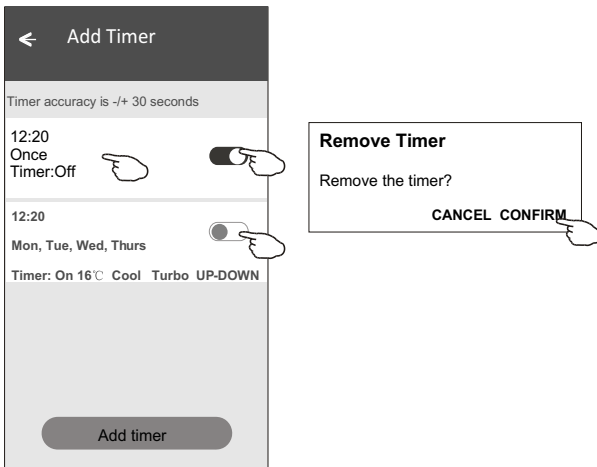 Add Timer
Timer accuracy is -/+ 30 seconds
12:20
Once
Timer:Off
12:20
Mon, Tue, Wed, Thurs
Timer: On 16℃ Cool Turbo UP-DOWN
Add timer
Remove Timer
Remove the timer?
CANCEL CONFIRM